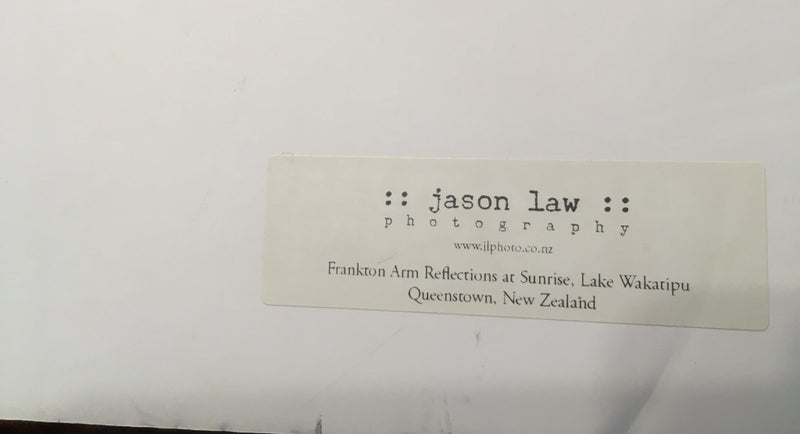 :: jason law ::
photography
www.jlphoto.co.nz
Frankton Arm Reflections at Sunrise, Lake Wakatipu
Queenstown, New Zealand